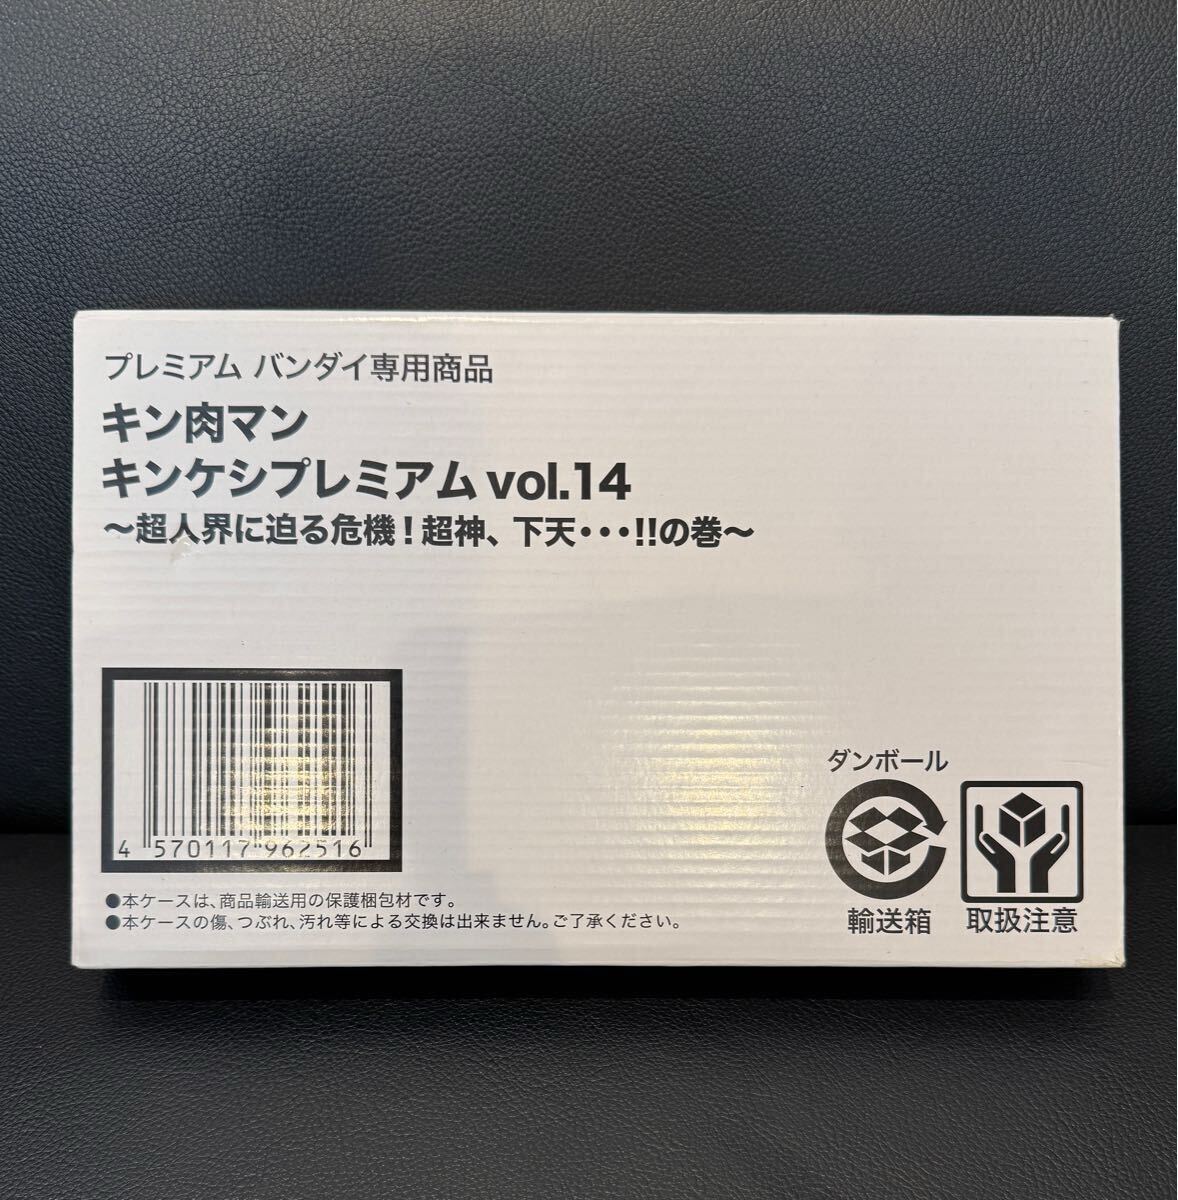 プレミアム バンダイ専用商品
キン肉マン
キンケシプレミアムvol.14
～超人界に迫る危機！超神、下天･･･!!の巻～
4 570117 962516
●本ケースは、商品輸送用の保護梱包材です。
●本ケースの傷、つぶれ、汚れ等による交換は出来ません。ご了承ください。
ダンボール
輸送箱
取扱注意